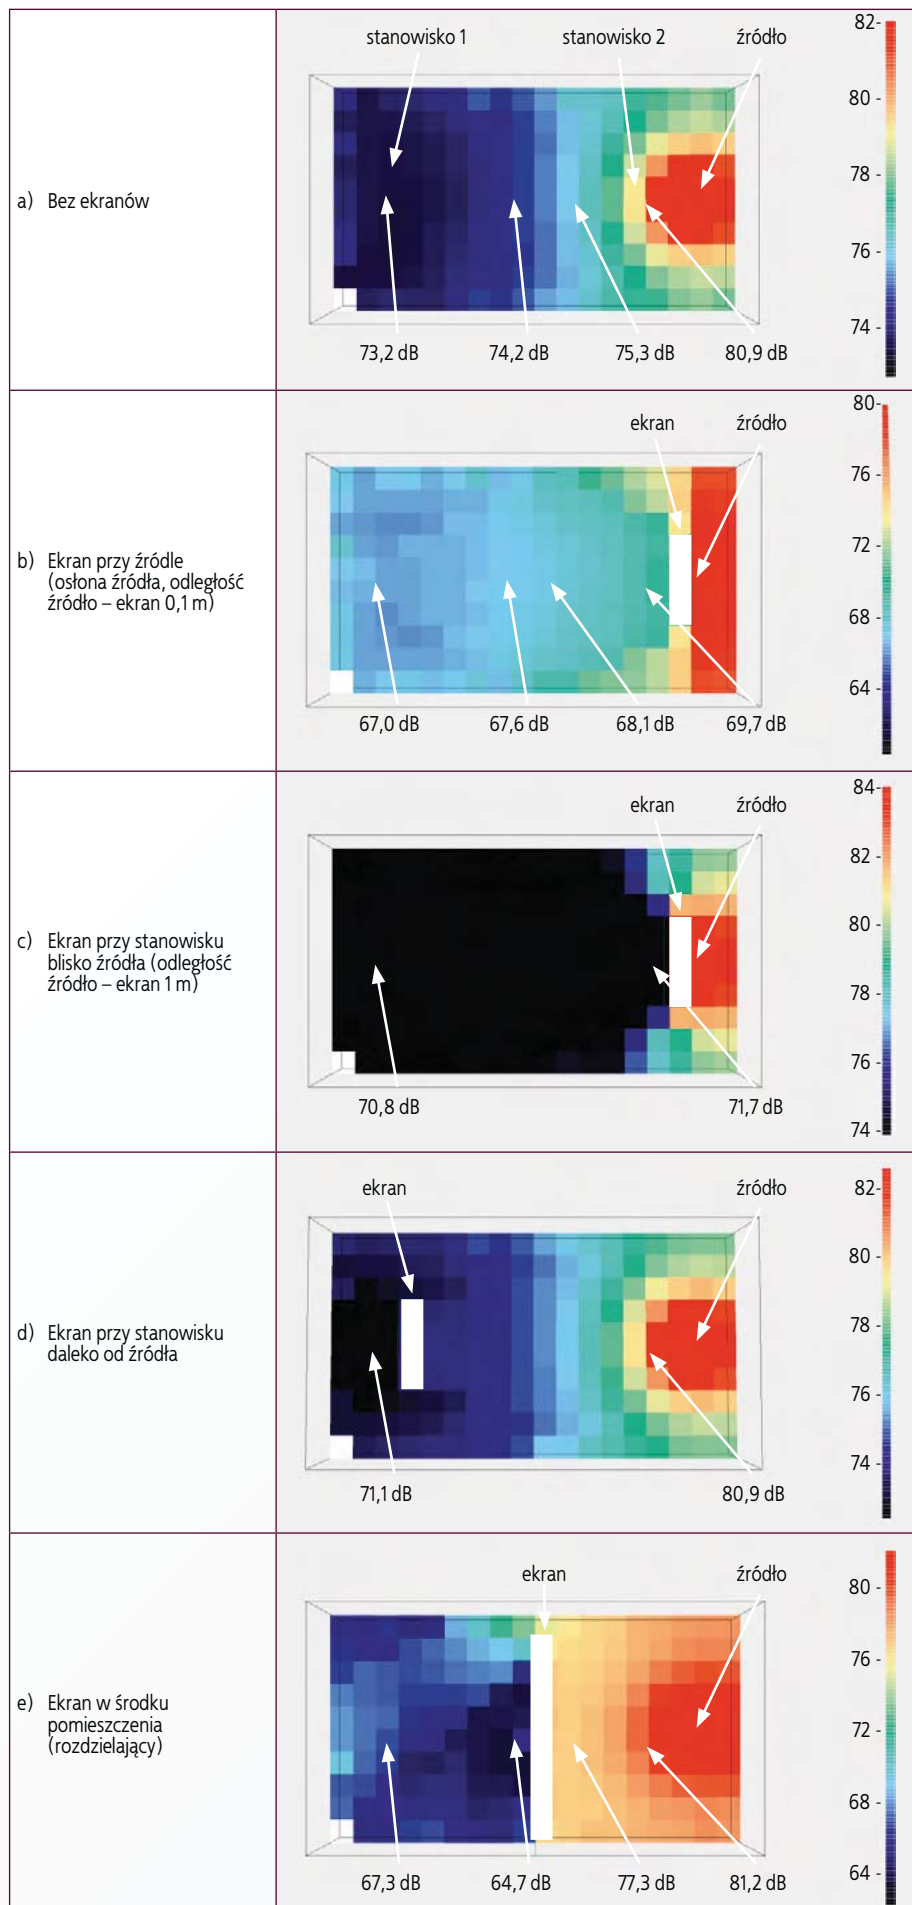 stanowisko 1 stanowisko 2 źródło
82-
80 -
78 -
76 -
74 -
a) Bez ekranów
73,2 dB 74,2 dB 75,3 dB 80,9 dB
ekran źródło
80-
76 -
72 -
68 -
64 -
b) Ekran przy źródle
(osłona źródła, odległość
źródło – ekran 0,1 m)
67,0 dB 67,6 dB 68,1 dB 69,7 dB
ekran źródło
84-
82 -
80 -
78 -
76 -
74 -
c) Ekran przy stanowisku
blisko źródła (odległość
źródło – ekran 1 m)
70,8 dB 71,7 dB
ekran źródło
82-
80 -
78 -
76 -
74 -
d) Ekran przy stanowisku
daleko od źródła
71,1 dB 80,9 dB
ekran źródło
80 -
76 -
72 -
68 -
64 -
e) Ekran w środku
pomieszczenia
(rozdzielający)
67,3 dB 64,7 dB 77,3 dB 81,2 dB